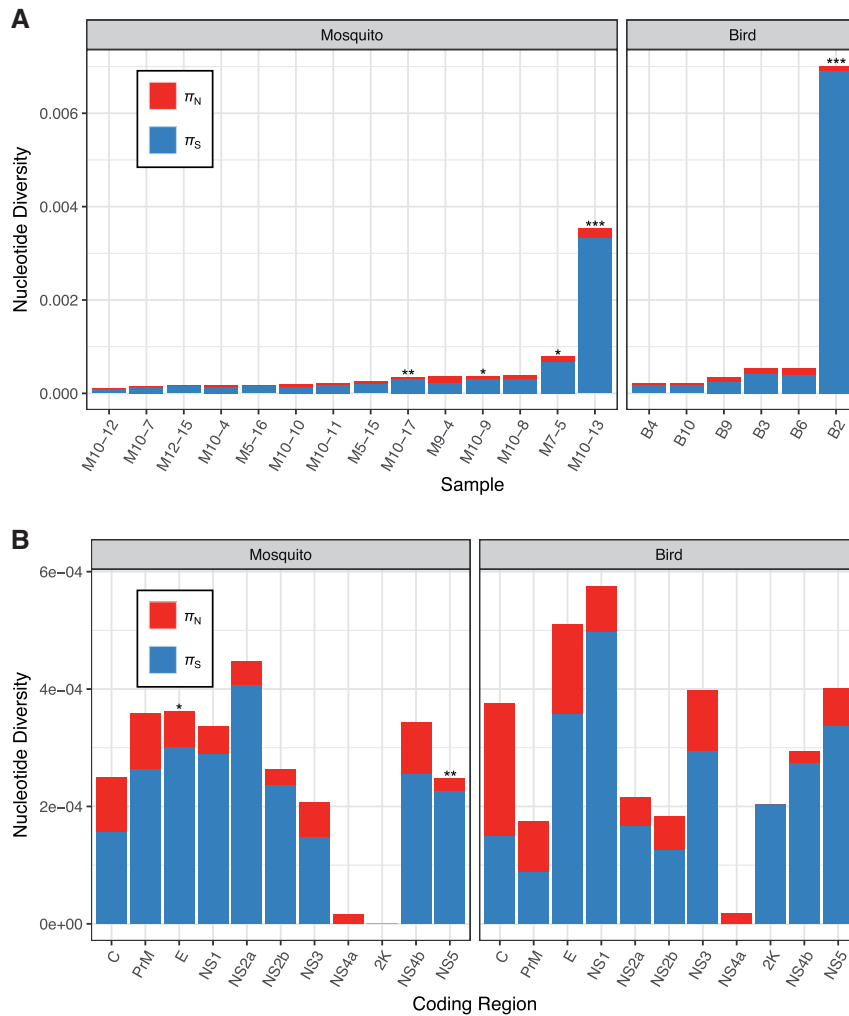 A
Mosquito
Bird
πN
πS
Nucleotide Diversity
0.006
0.004
0.002
0.000
**
*
*
***
***
M10−12
M10−7
M12−15
M10−4
M5−16
M10−10
M10−11
M5−15
M10−17
M9−4
M10−9
M10−8
M7−5
M10−13
B4
B10
B9
B3
B6
B2
Sample
B
Mosquito
Bird
πN
πS
Nucleotide Diversity
6e−04
4e−04
2e−04
0e+00
*
**
C
PrM
E
NS1
NS2a
NS2b
NS3
NS4a
2K
NS4b
NS5
C
PrM
E
NS1
NS2a
NS2b
NS3
NS4a
2K
NS4b
NS5
Coding Region